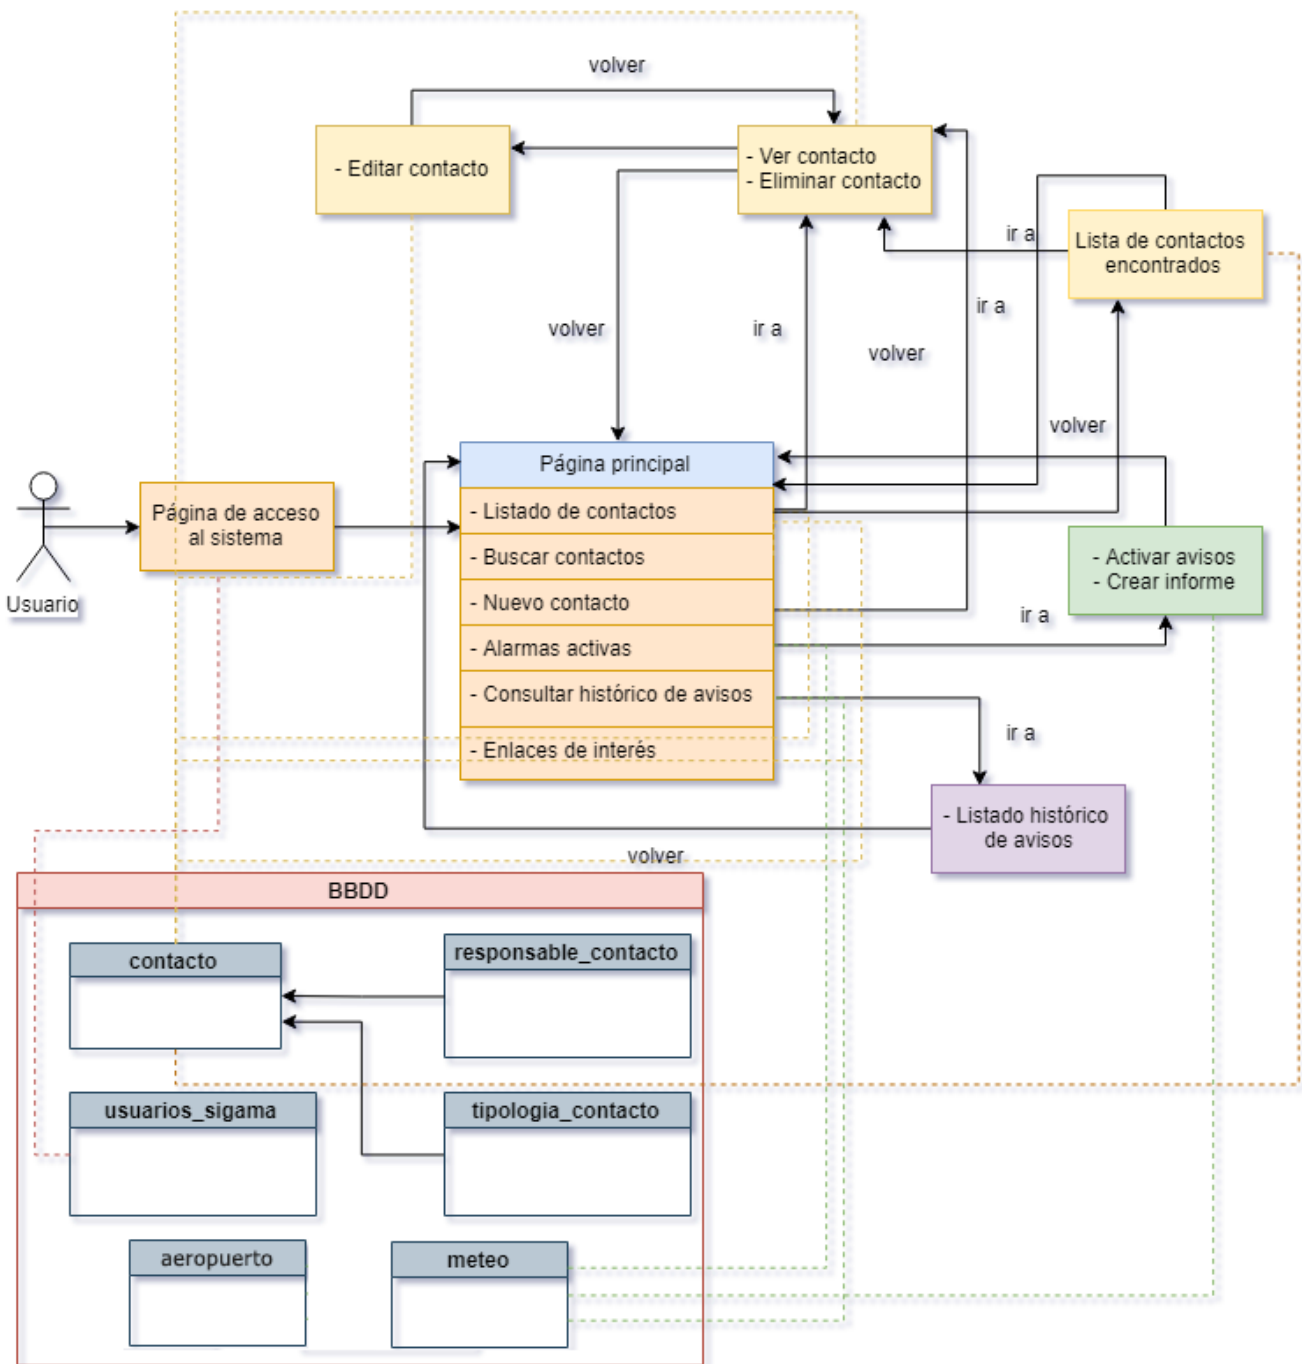 volver
- Editar contacto
- Ver contacto
- Eliminar contacto
ir a
Lista de contactos
encontrados
volver
ir a
ir a
volver
volver
Página principal
- Listado de contactos
- Buscar contactos
- Nuevo contacto
- Alarmas activas
- Consultar histórico de avisos
- Enlaces de interés
Página de acceso
al sistema
Usuario
- Activar avisos
- Crear informe
ir a
ir a
- Listado histórico
de avisos
volver
BBDD
contacto
responsable_contacto
usuarios_sigama
tipologia_contacto
aeropuerto
meteo